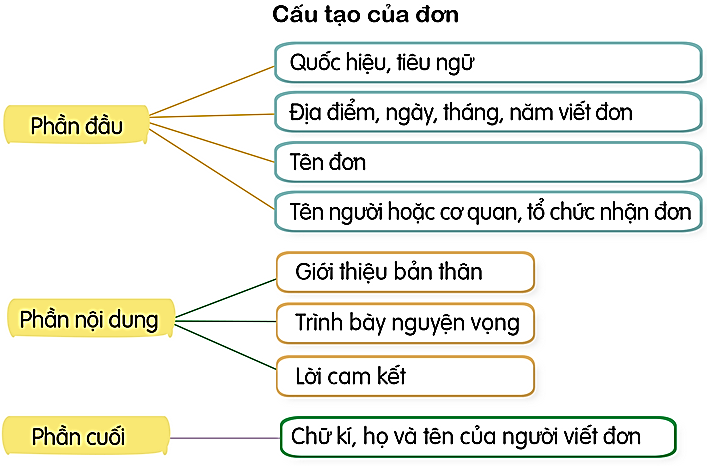 Cấu tạo của đơn
Phần đầu
Quốc hiệu, tiêu ngữ
Địa điểm, ngày, tháng, năm viết đơn
Tên đơn
Tên người hoặc cơ quan, tổ chức nhận đơn
Phần nội dung
Giới thiệu bản thân
Trình bày nguyện vọng
Lời cam kết
Phần cuối
Chữ kí, họ và tên của người viết đơn